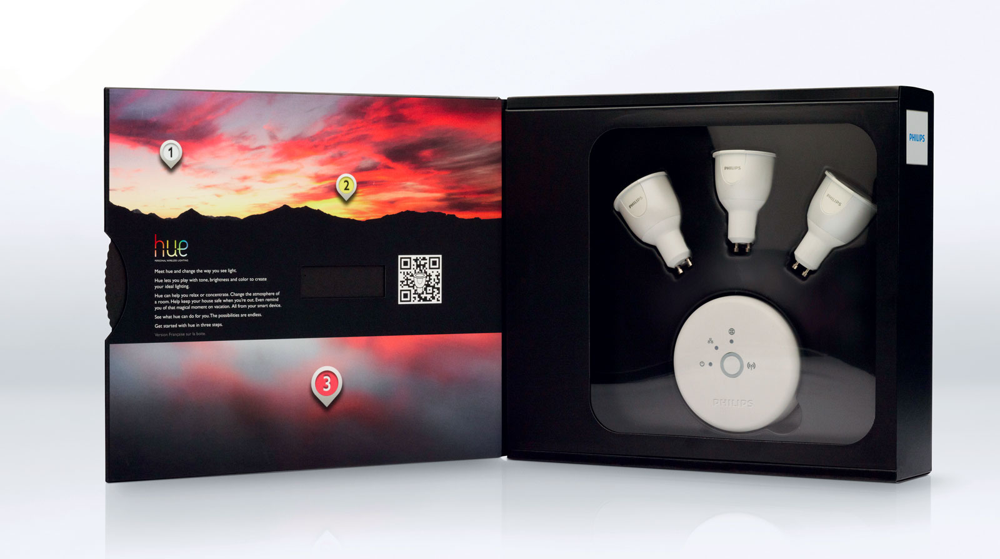 1
2
hue
PERSONAL WIRELESS LIGHTING
Meet hue and change the way you see light.
Hue lets you play with tone, brightness and color to create
your ideal lighting.
Hue can help you relax or concentrate. Change the atmosphere of
a room. Help keep your house safe when you're out. Even remind
you of that magical moment on vacation. All from your smart device.
See what hue can do for you. The possibilities are endless.
Get started with hue in three steps.
Version Française sur la boite.
3
PHILIPS
PHILIPS
PHILIPS
PHILIPS
PHILIPS